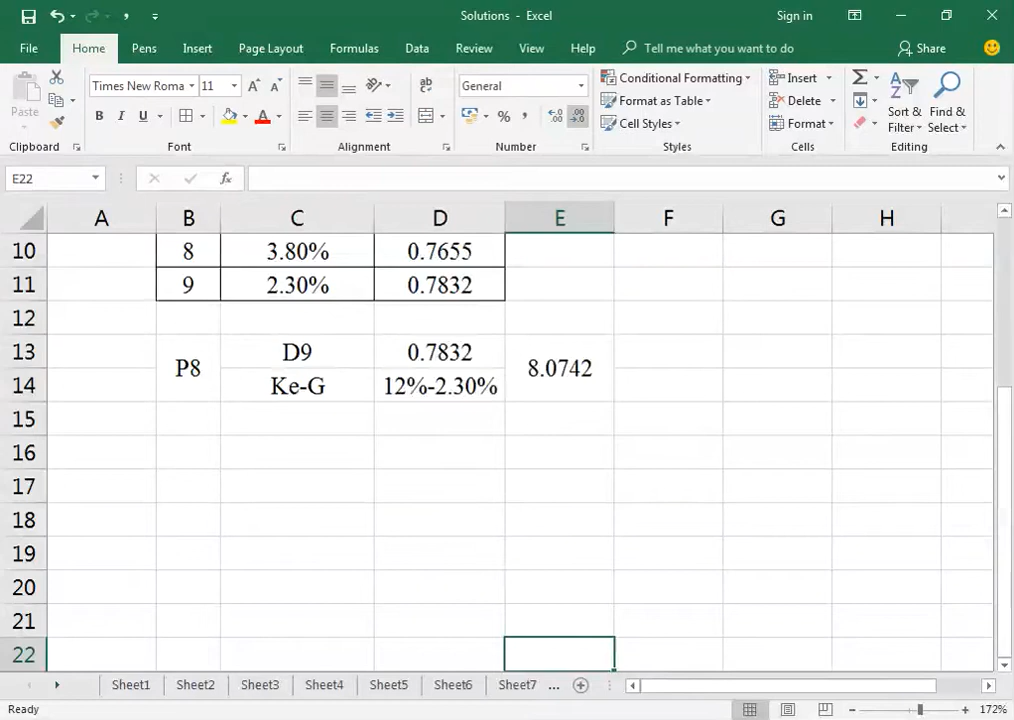 Solutions - Excel
Sign in
File Home Pens Insert Page Layout Formulas Data Review View Help Tell me what you want to do Share
Paste
Times New Roma 11
General
Conditional Formatting
Format as Table
Cell Styles
Insert
Delete
Format
Sort & Filter
Find & Select
Clipboard Font Alignment Number Styles Cells Editing
E22 fx
A B C D E F G H
10 8 3.80% 0.7655
11 9 2.30% 0.7832
12
13 P8 D9 0.7832 8.0742
14 Ke-G 12%-2.30%
15
16
17
18
19
20
21
22
Sheet1 Sheet2 Sheet3 Sheet4 Sheet5 Sheet6 Sheet7 ...
Ready 172%